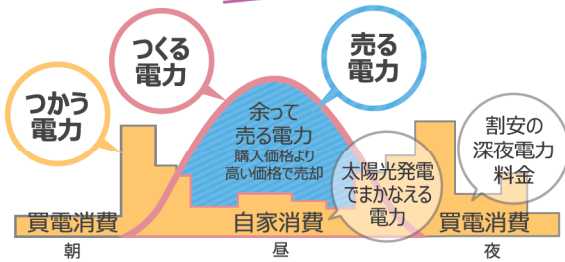 つかう
電力
つくる
電力
売る
電力
余って
売る電力
購入価格より
高い価格で売却
太陽光発電
でまかなえる
電力
割安の
深夜電力
料金
買電消費
自家消費
買電消費
朝
昼
夜